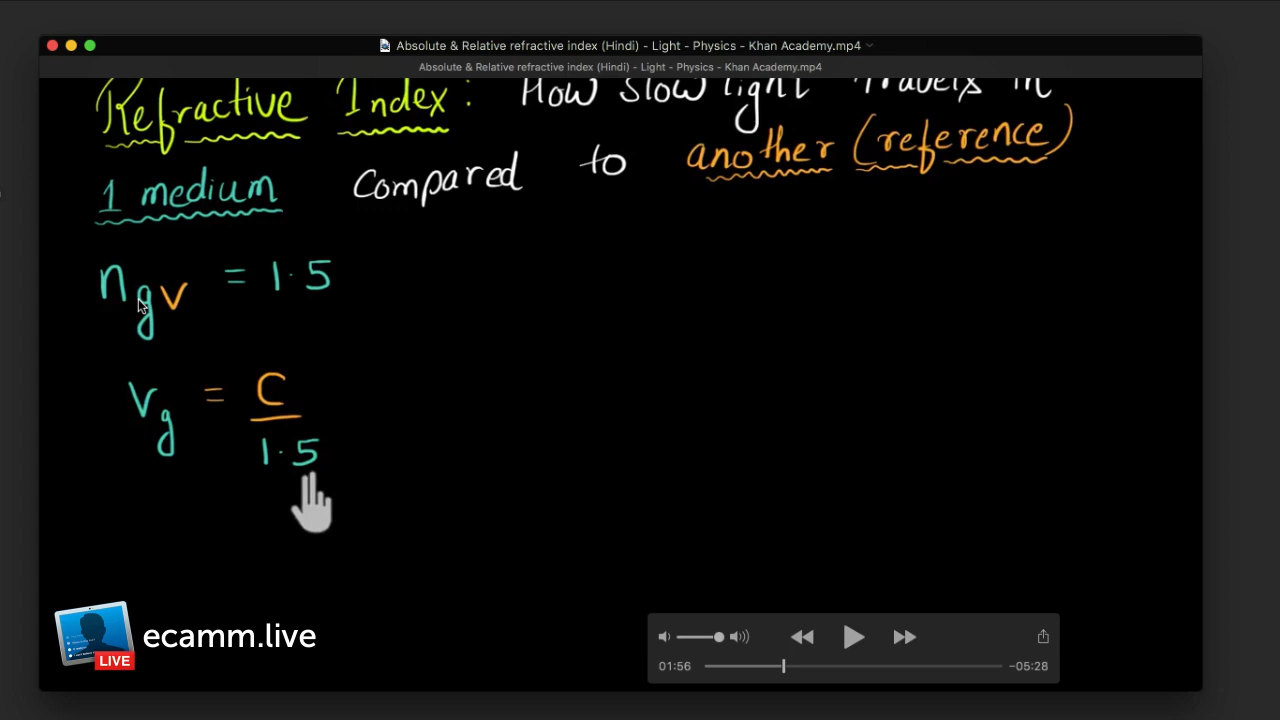 Absolute & Relative refractive index (Hindi) - Light - Physics - Khan Academy.mp4
Absolute & Relative refractive index (Hindi) - Light - Physics - Khan Academy.mp4
Refractive Index: How slow light travels in
1 medium compared to another (reference)
n_gv = 1.5
v_g = C
1.5
ecamm.live
LIVE
01:56
-05:28